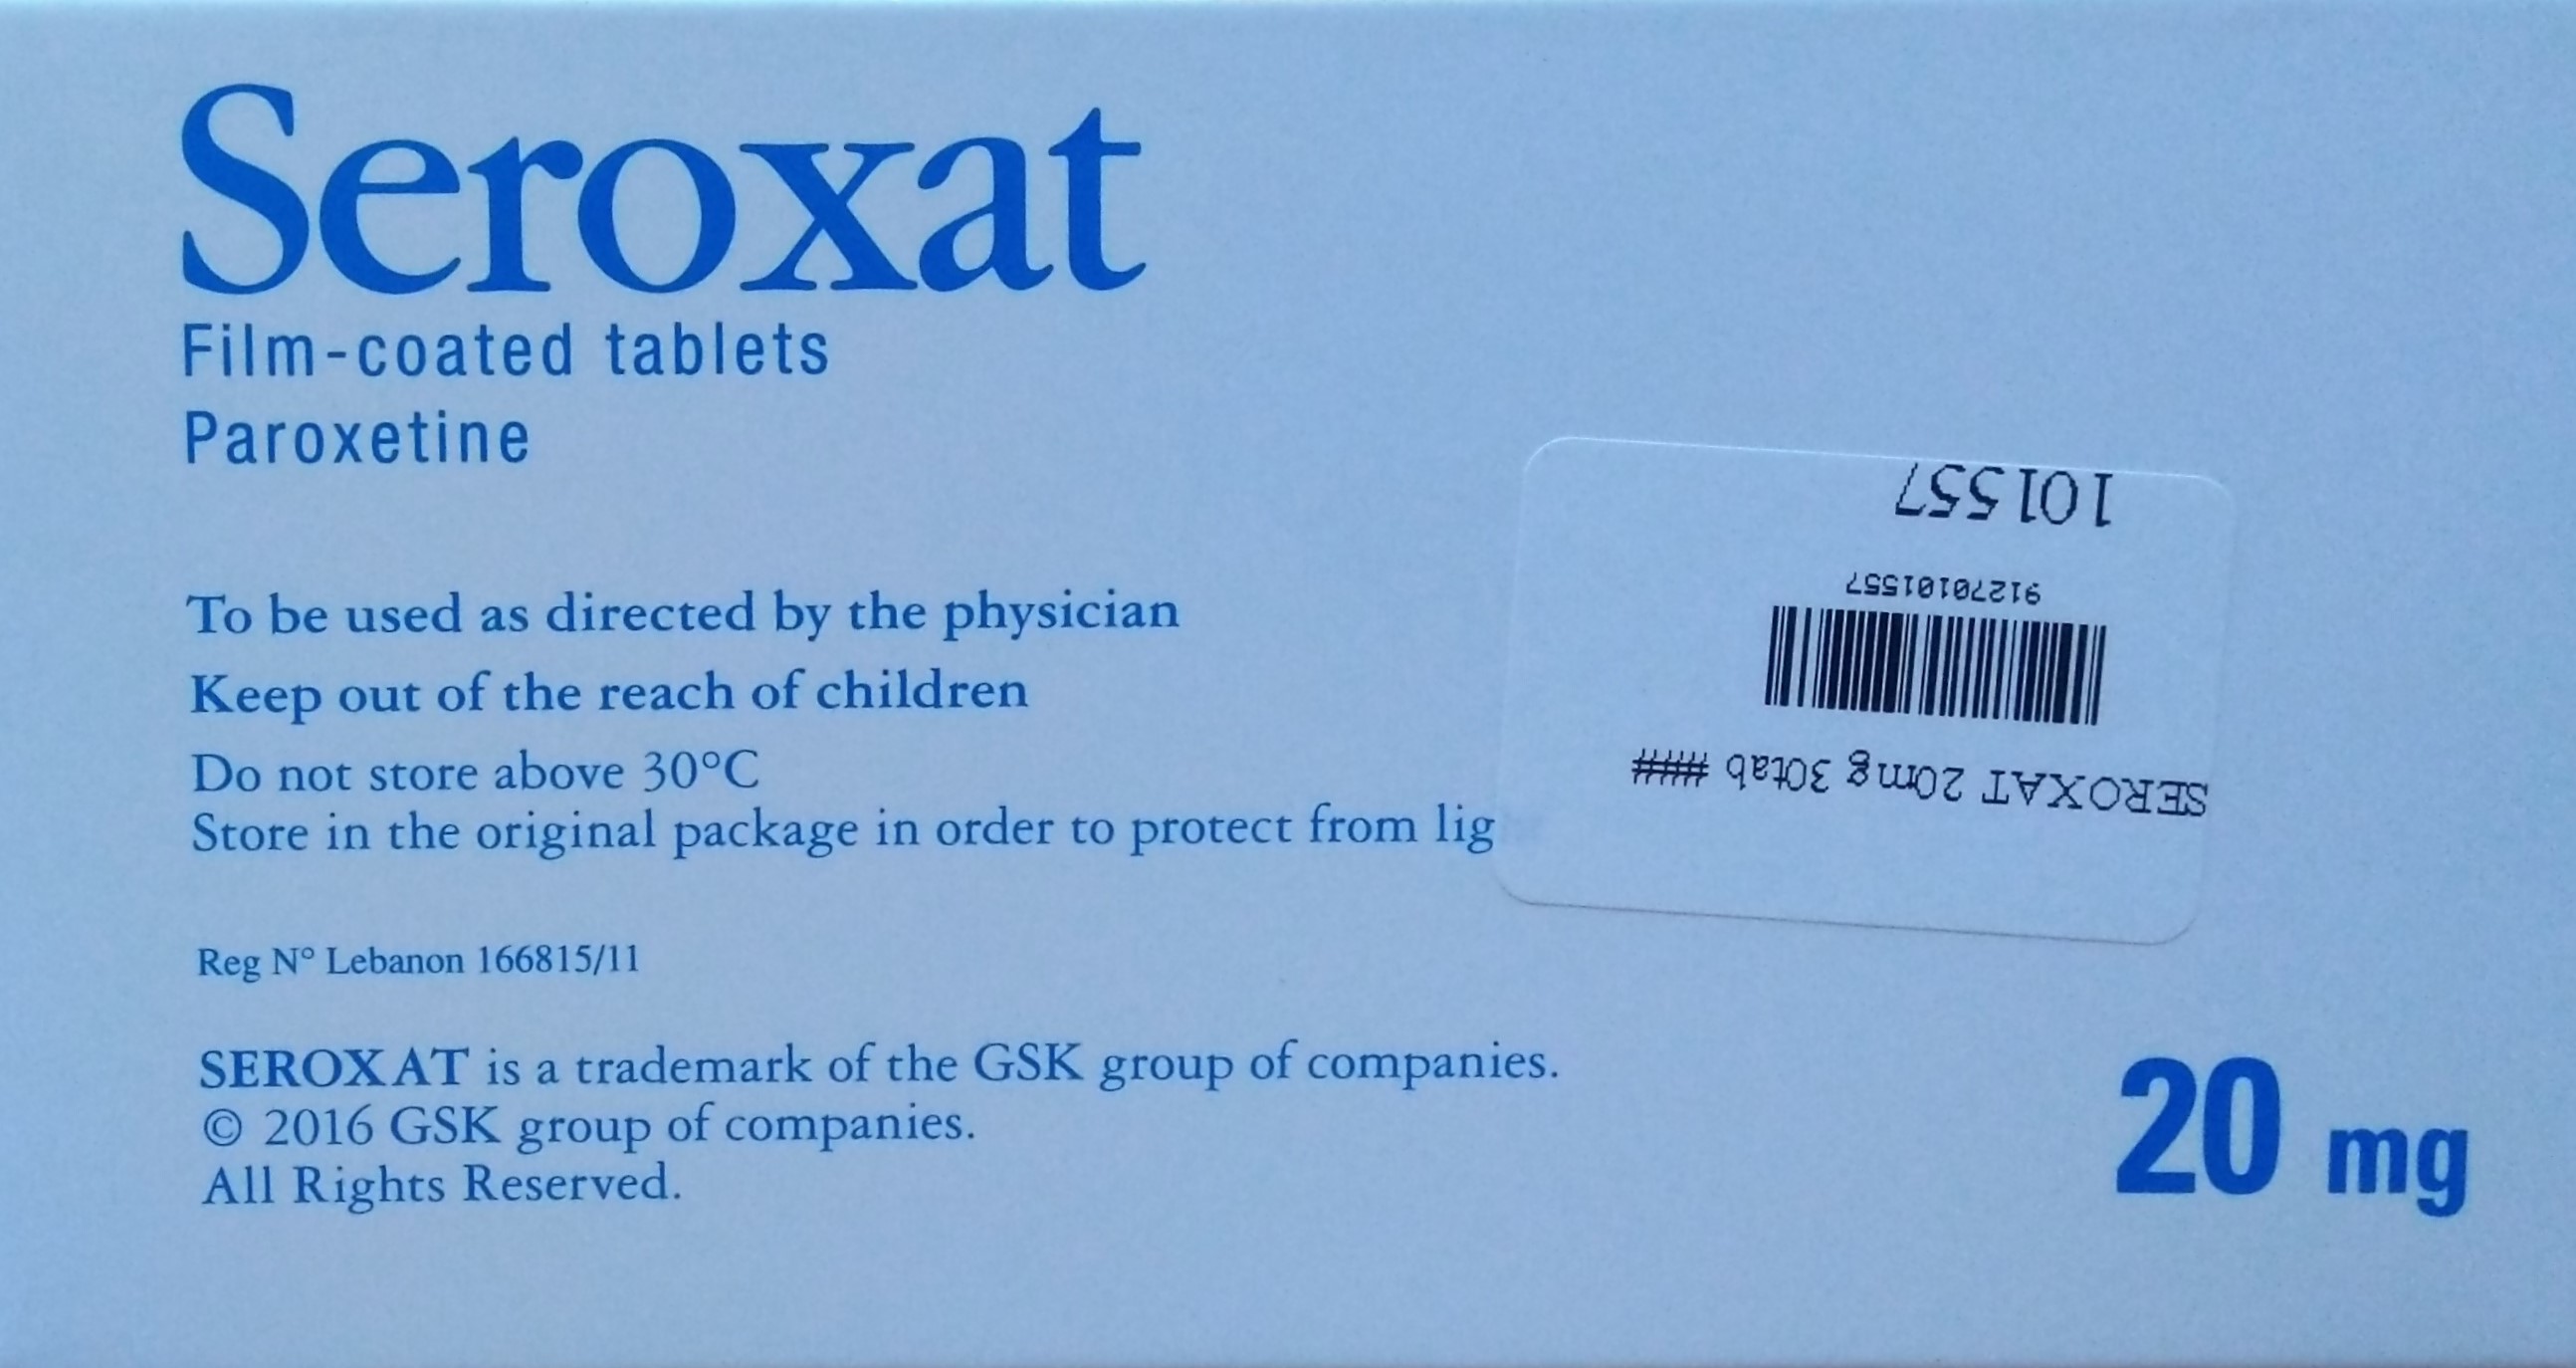 Seroxat
Film-coated tablets
Paroxetine
To be used as directed by the physician
Keep out of the reach of children
Do not store above 30°C
Store in the original package in order to protect from lig
Reg N° Lebanon 166815/11
SEROXAT is a trademark of the GSK group of companies.
© 2016 GSK group of companies.
All Rights Reserved.
20 mg
SEROXAT 20mg 30tab ###
91270101557
101557